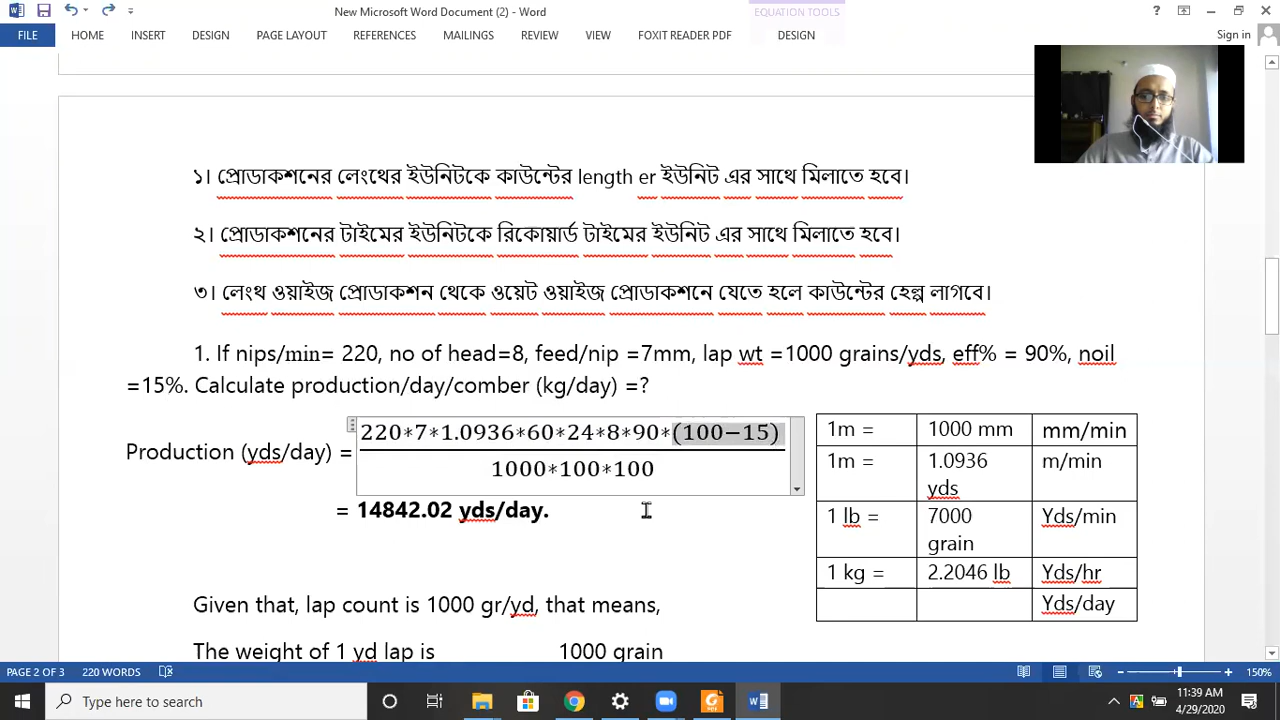 New Microsoft Word Document (2) - Word
EQUATION TOOLS
FILE HOME INSERT DESIGN PAGE LAYOUT REFERENCES MAILINGS REVIEW VIEW FOXIT READER PDF DESIGN Sign in
১। প্রোডাকশনের লেংথের ইউনিটকে কাউন্টের length er ইউনিট এর সাথে মিলাতে হবে।
২। প্রোডাকশনের টাইমের ইউনিটকে রিকোয়ার্ড টাইমের ইউনিট এর সাথে মিলাতে হবে।
৩। লেংথ ওয়াইজ প্রোডাকশন থেকে ওয়েট ওয়াইজ প্রোডাকশনে যেতে হলে কাউন্টের হেল্প লাগবে।
1. If nips/min= 220, no of head=8, feed/nip =7mm, lap wt =1000 grains/yds, eff% = 90%, noil
=15%. Calculate production/day/comber (kg/day) =?
220*7*1.0936*60*24*8*90*(100−15)
Production (yds/day) =
1000*100*100
= 14842.02 yds/day.
1m = 1000 mm mm/min
1m = 1.0936 m/min
yds
1 lb = 7000 Yds/min
grain
1 kg = 2.2046 lb Yds/hr
Yds/day
Given that, lap count is 1000 gr/yd, that means,
The weight of 1 yd lap is 1000 grain
PAGE 2 OF 3 220 WORDS 150%
Type here to search
11:39 AM
4/29/2020